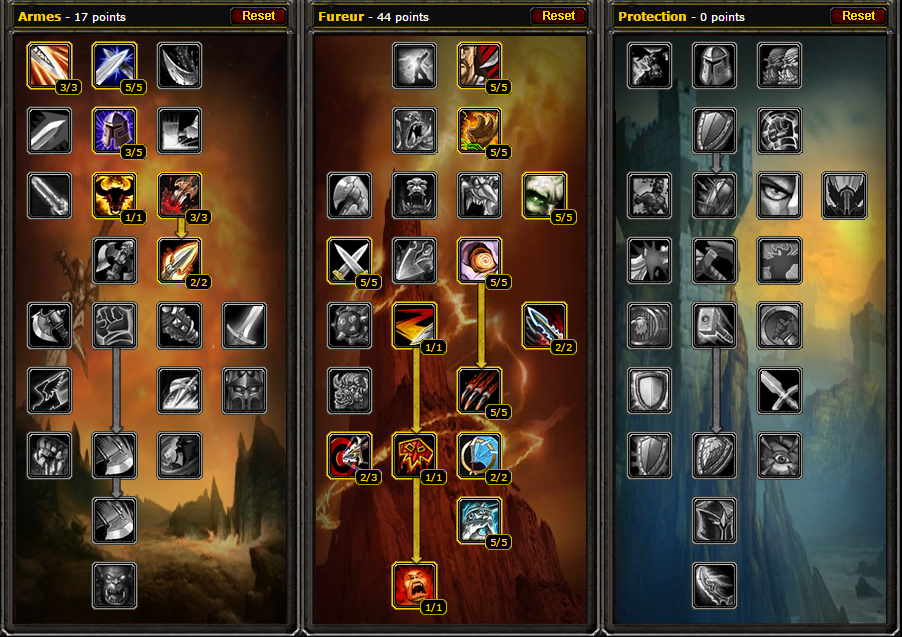 Armes - 17 points Reset Fureur - 44 points Reset Protection - 0 points Reset
3/3 5/5 5/5
3/5 5/5
1/1 3/3 5/5
2/2 5/5 5/5
1/1 2/2
5/5
2/3 1/1 2/2
5/5
1/1